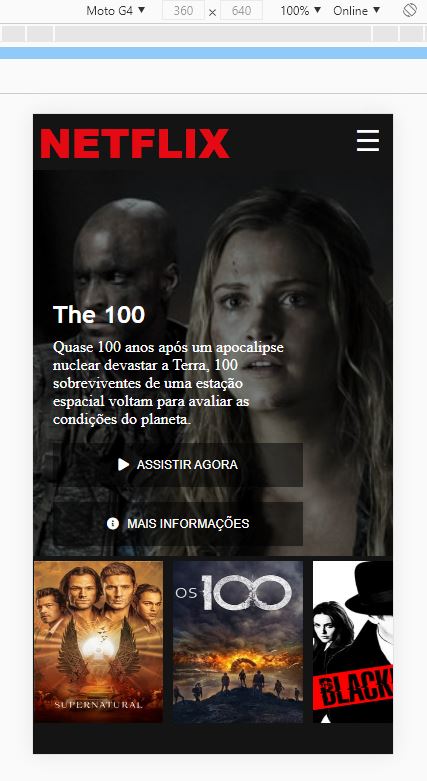 Moto G4 ▼ 360 × 640 100% ▼ Online ▼
NETFLIX
The 100
Quase 100 anos após um apocalipse
nuclear devastar a Terra, 100
sobreviventes de uma estação
espacial voltam para avaliar as
condições do planeta.
ASSISTIR AGORA
MAIS INFORMAÇÕES
SUPERNATURAL
OS 100
BLACK